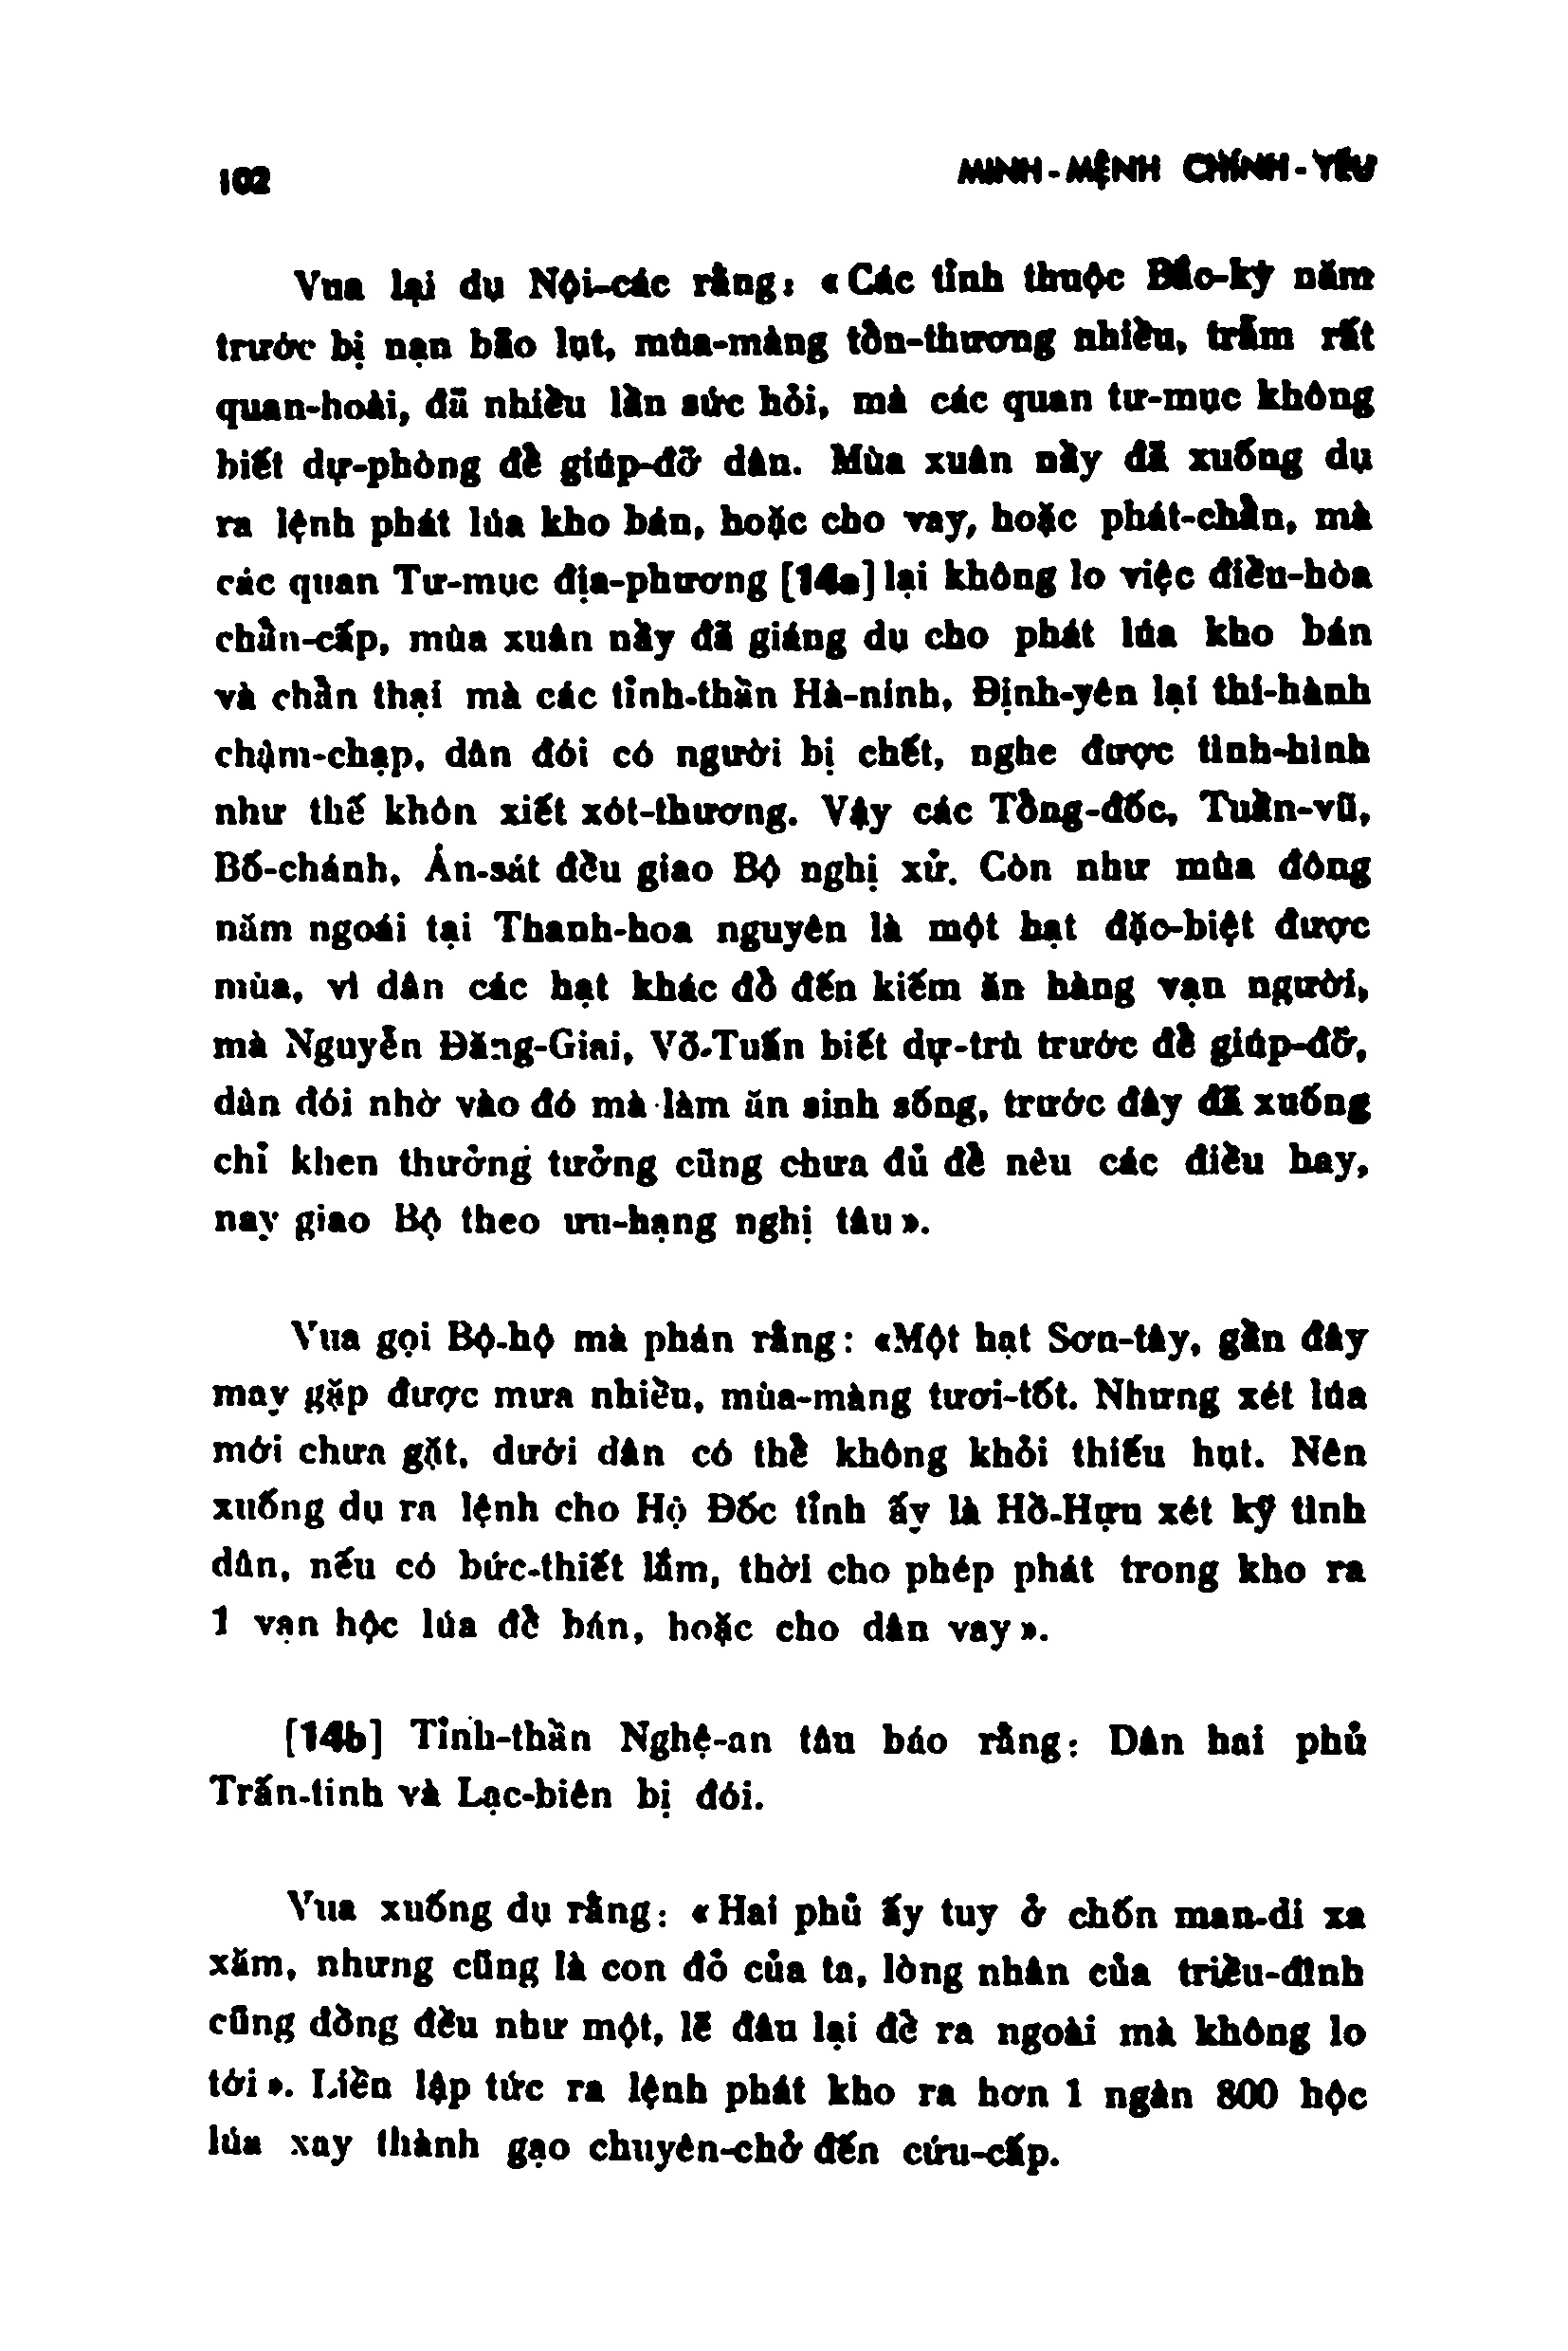 102
MINH-MỆNH CHÍNH-YẾU
Vua lại dụ Nội-các rằng: «Các tỉnh thuộc Bắc-kỳ năm
trước bị nạn bão lụt, mùa-màng tồn-thương nhiều, trẫm rất
quan-hoài, đã nhiều lần sức hỏi, mà các quan tư-mục không
biết dự-phòng để giúp-đỡ dân. Mùa xuân nầy đã xuống dụ
ra lệnh phát lúa kho bán, hoặc cho vay, hoặc phát-chẩn, mà
các quan Tư-mục địa-phương [14a] lại không lo việc điều-hòa
chẩn-cấp, mùa xuân nầy đã giáng dụ cho phát lúa kho bán
và chẩn thại mà các tỉnh-thần Hà-ninh, Định-yên lại thi-hành
chậm-chạp, dân đói có người bị chết, nghe được tình-hình
như thế khôn xiết xót-thương. Vậy các Tổng-đốc, Tuần-vũ,
Bố-chánh, Án-sát đều giao Bộ nghị xử. Còn như mùa đông
năm ngoái tại Thanh-hoa nguyên là một hạt đặc-biệt được
mùa, vì dân các hạt khác đổ đến kiếm ăn hàng vạn người,
mà Nguyễn Đăng-Giai, Võ-Tuấn biết dự-trù trước để giúp-đỡ,
dân đói nhờ vào đó mà làm ăn sinh sống, trước đây đã xuống
chỉ khen thưởng tưởng cũng chưa đủ để nêu các điều hay,
nay giao Bộ theo ưu-hạng nghị tâu».
Vua gọi Bộ-hộ mà phán rằng: «Một hạt Sơn-tây, gần đây
may gặp được mưa nhiều, mùa-màng tươi-tốt. Nhưng xét lúa
mới chưa gặt, dưới dân có thể không khỏi thiếu hụt. Nên
xuống dụ ra lệnh cho Hộ Đốc tỉnh ấy là Hồ-Hựu xét kỹ tình
dân, nếu có bức-thiết lắm, thời cho phép phát trong kho ra
1 vạn hộc lúa để bán, hoặc cho dân vay».
[14b] Tỉnh-thần Nghệ-an tâu báo rằng: Dân hai phủ
Trấn-tinh và Lạc-biên bị đói.
Vua xuống dụ rằng: «Hai phủ ấy tuy ở chốn man-di xa
xăm, nhưng cũng là con đỏ của ta, lòng nhân của triều-đình
cũng đồng đều như một, lẽ đâu lại để ra ngoài mà không lo
tới». Liền lập tức ra lệnh phát kho ra hơn 1 ngàn 800 hộc
lúa xay thành gạo chuyên-chở đến cứu-cấp.